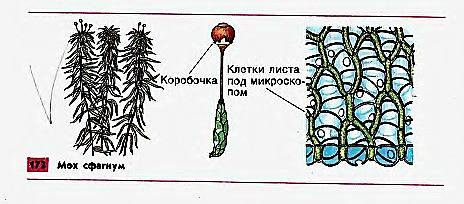 Коробочка
Клетки листа
под микроско-
пом
173 Мох сфагнум